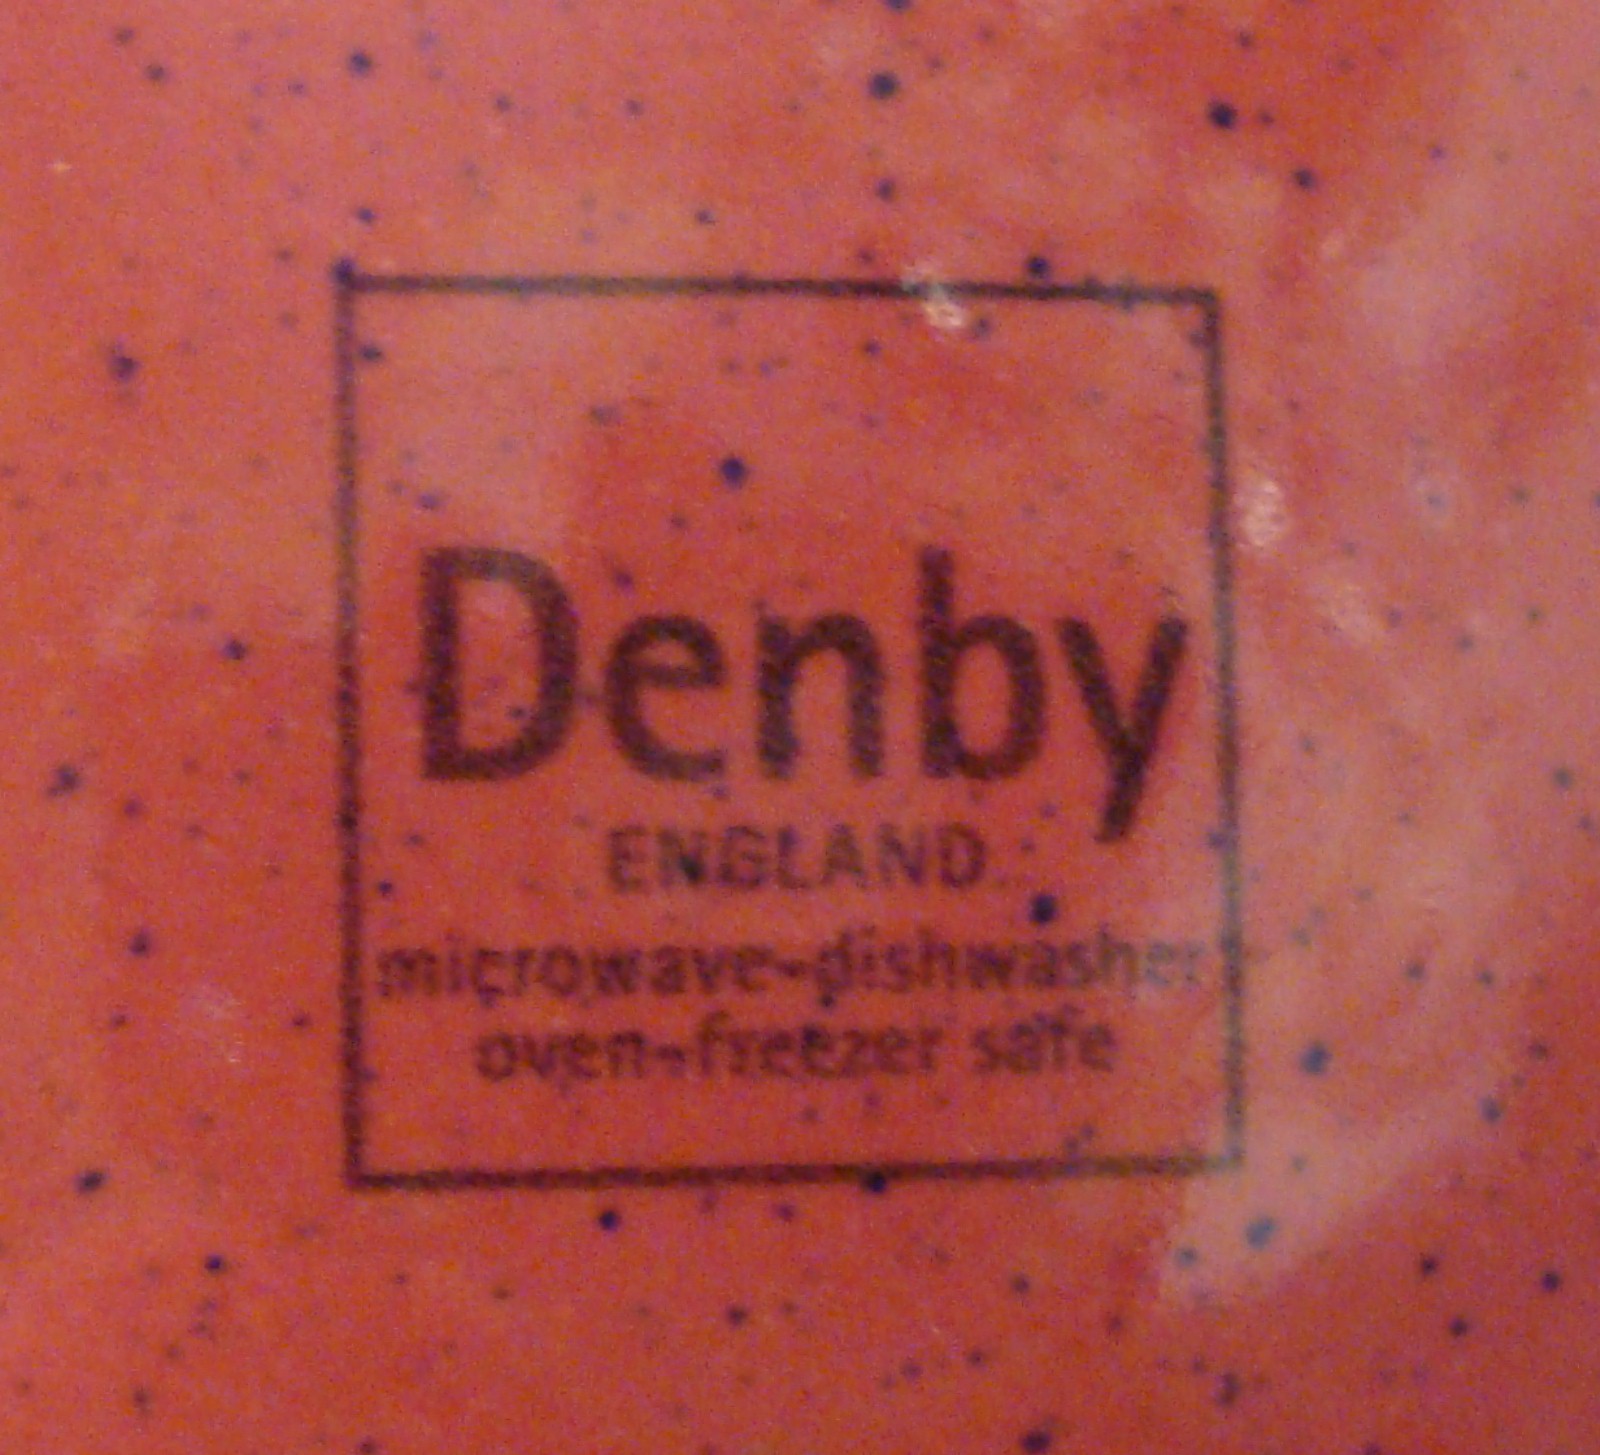 Denby
ENGLAND
microwave-dishwasher
oven-freezer safe